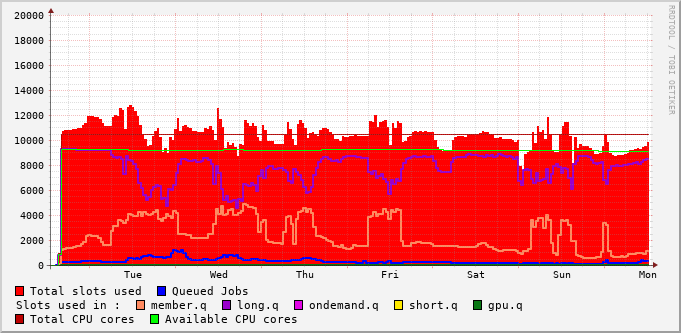 RRDTOOL / TOBI OETIKER
20000
18000
16000
14000
12000
10000
8000
6000
4000
2000
0
Tue Wed Thu Fri Sat Sun Mon
Total slots used Queued Jobs
Slots used in : member.q long.q ondemand.q short.q gpu.q
Total CPU cores Available CPU cores